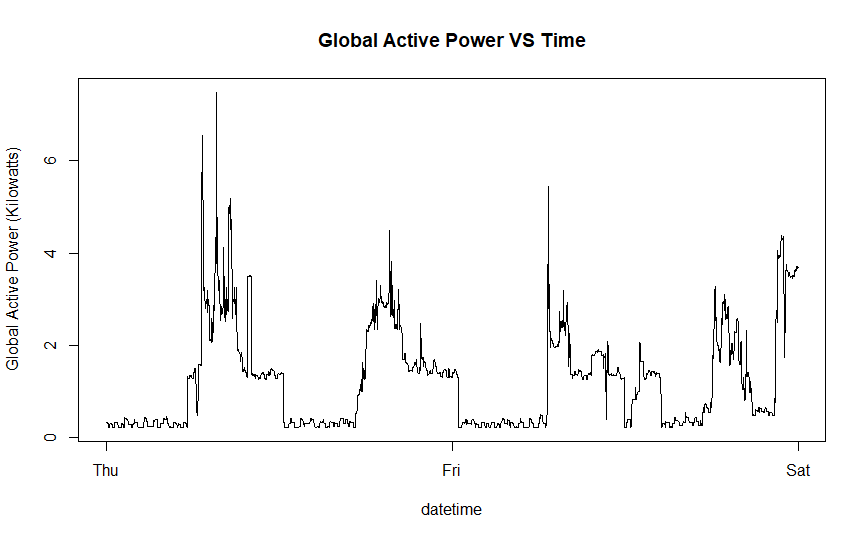 Global Active Power VS Time
Global Active Power (Kilowatts)
6
4
2
0
Thu
Fri
Sat
datetime